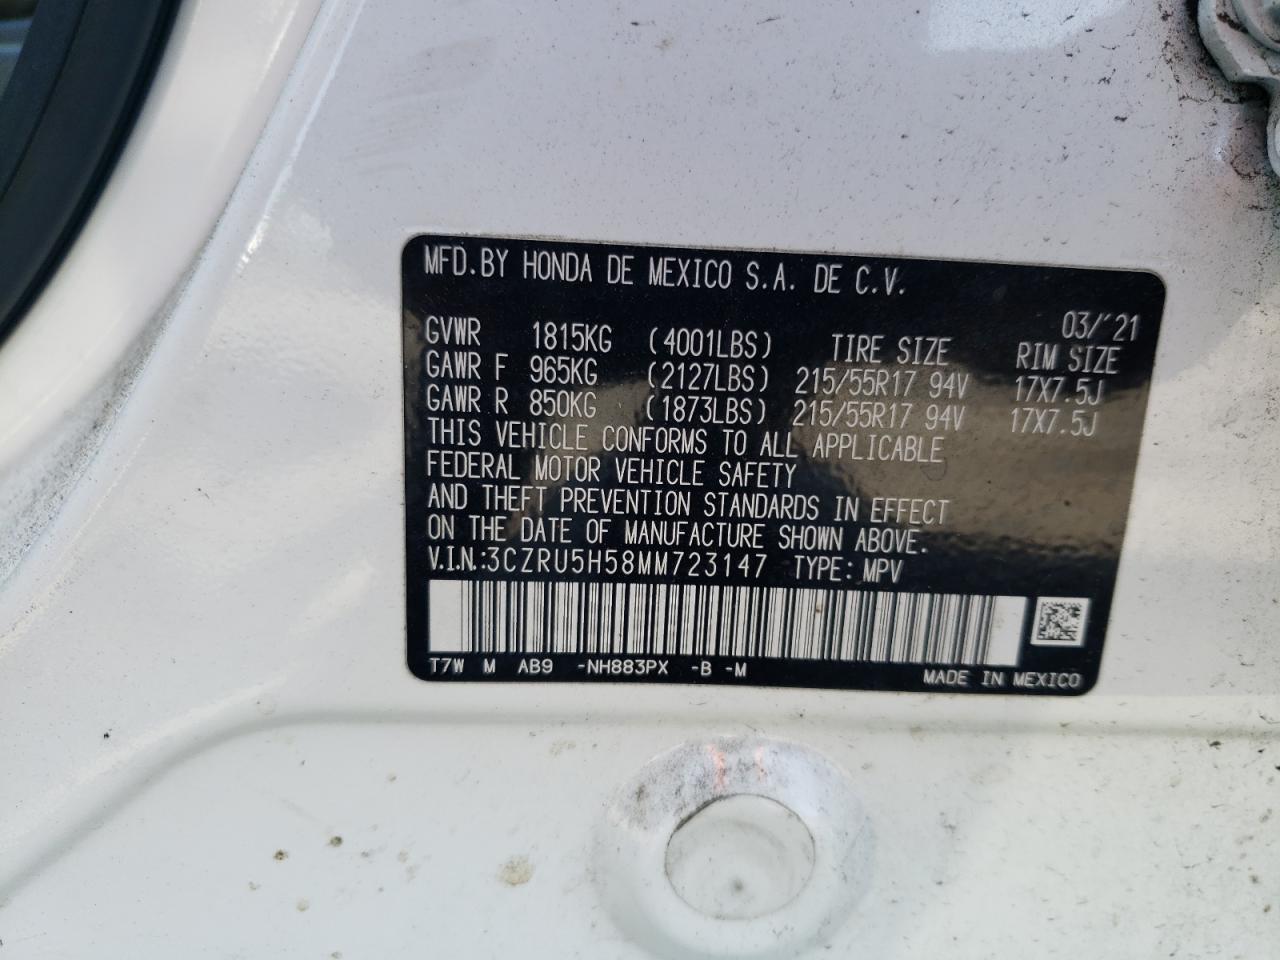 MFD.BY HONDA DE MEXICO S.A. DE C.V.
03/'21
GVWR 1815KG (4001LBS) TIRE SIZE RIM SIZE
GAWR F 965KG (2127LBS) 215/55R17 94V 17X7.5J
GAWR R 850KG (1873LBS) 215/55R17 94V 17X7.5J
THIS VEHICLE CONFORMS TO ALL APPLICABLE
FEDERAL MOTOR VEHICLE SAFETY
AND THEFT PREVENTION STANDARDS IN EFFECT
ON THE DATE OF MANUFACTURE SHOWN ABOVE.
V.I.N.:3CZRU5H58MM723147 TYPE: MPV
T7W M AB9 -NH883PX -B -M MADE IN MEXICO